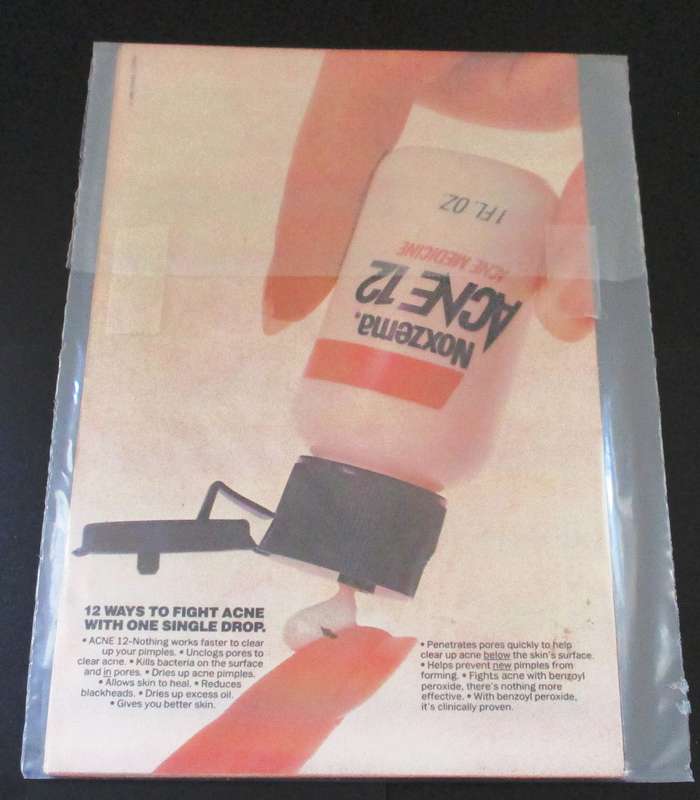 1 FL. OZ
ACNE MEDICINE
ACNE 12
Noxzema®
12 WAYS TO FIGHT ACNE
WITH ONE SINGLE DROP.
• ACNE 12-Nothing works faster to clear
up your pimples. • Unclogs pores to
clear acne. • Kills bacteria on the surface
and in pores. • Dries up acne pimples.
• Allows skin to heal. • Reduces
blackheads. • Dries up excess oil.
• Gives you better skin.
• Penetrates pores quickly to help
clear up acne below the skin's surface.
• Helps prevent new pimples from
forming. • Fights acne with benzoyl
peroxide, there's nothing more
effective. • With benzoyl peroxide,
it's clinically proven.